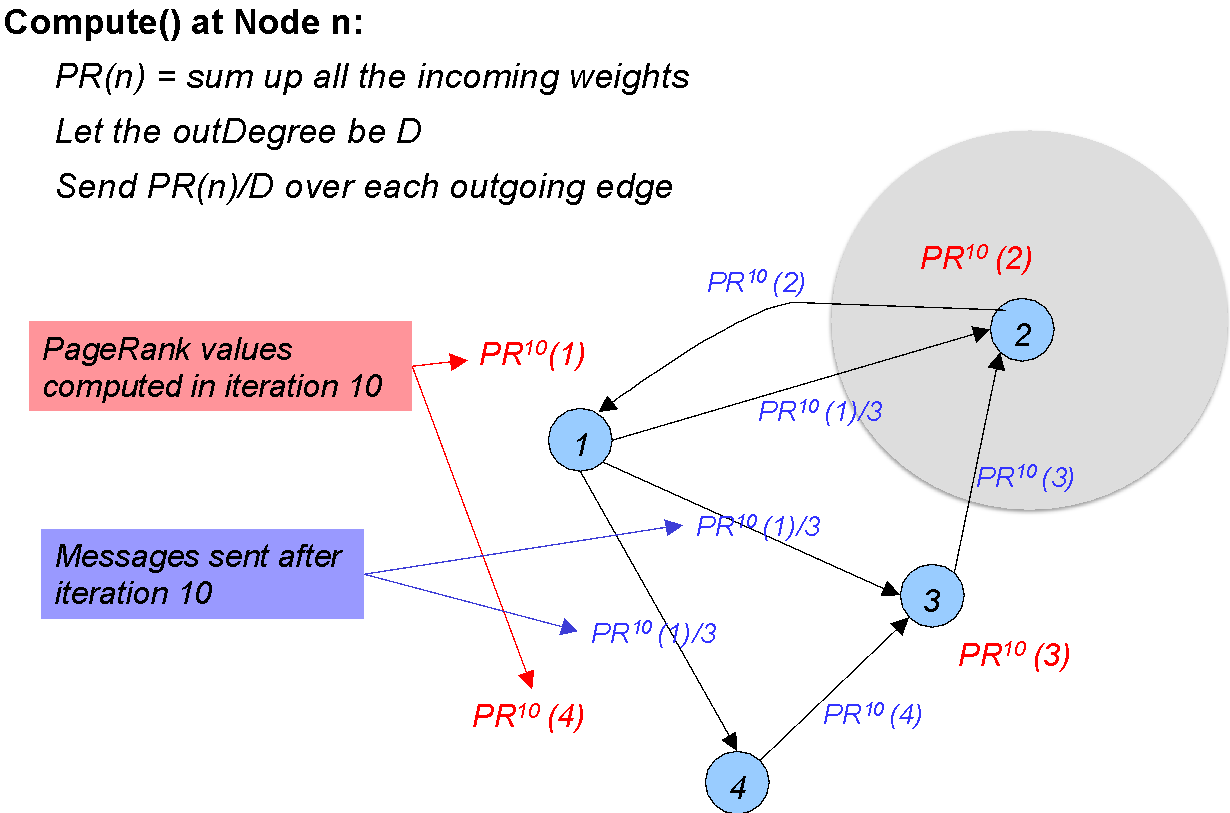 Compute() at Node n:
PR(n) = sum up all the incoming weights
Let the outDegree be D
Send PR(n)/D over each outgoing edge
PR¹⁰ (2)
PR¹⁰ (2)
2
PageRank values
computed in iteration 10
PR¹⁰(1)
PR¹⁰ (1)/3
1
PR¹⁰ (3)
PR¹⁰ (1)/3
Messages sent after
iteration 10
3
PR¹⁰ (1)/3
PR¹⁰ (3)
PR¹⁰ (4)
PR¹⁰ (4)
4